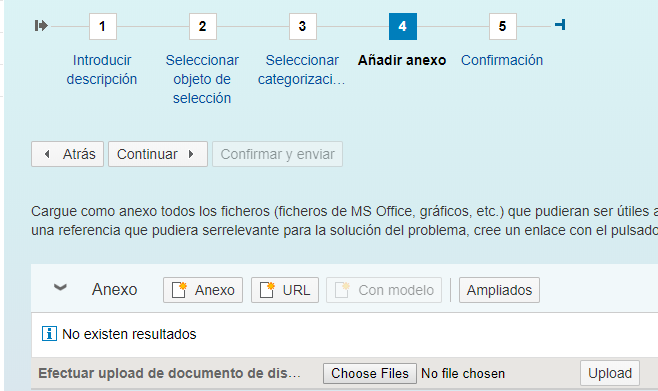 1 2 3 4 5
Introducir descripción
Seleccionar objeto de selección
Seleccionar categorizaci...
Añadir anexo
Confirmación
Atrás Continuar Confirmar y enviar
Cargue como anexo todos los ficheros (ficheros de MS Office, gráficos, etc.) que pudieran ser útiles a
una referencia que pudiera serrelevante para la solución del problema, cree un enlace con el pulsado
Anexo Anexo URL Con modelo Ampliados
No existen resultados
Efectuar upload de documento de dis... Choose Files No file chosen Upload